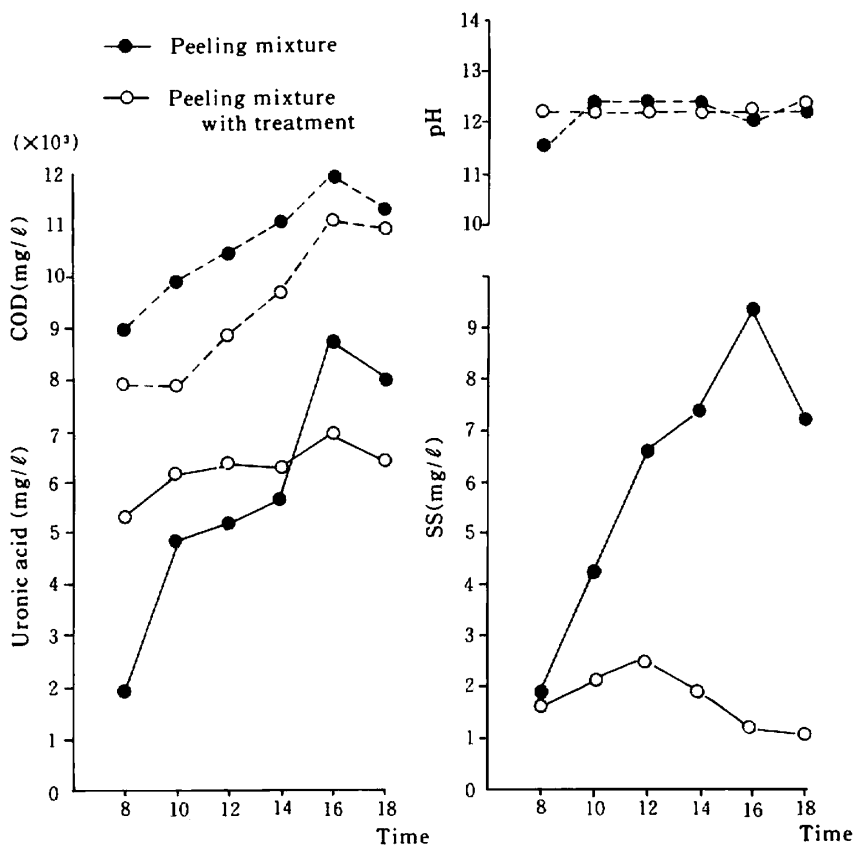 Peeling mixture
Peeling mixture
with treatment
(×10³)
COD(mg/ℓ)
Uronic acid (mg/ℓ)
12
11
10
9
8
7
6
5
4
3
2
1
0
8 10 12 14 16 18
Time
pH
14
13
12
11
10
SS(mg/ℓ)
9
8
7
6
5
4
3
2
1
0
8 10 12 14 16 18
Time